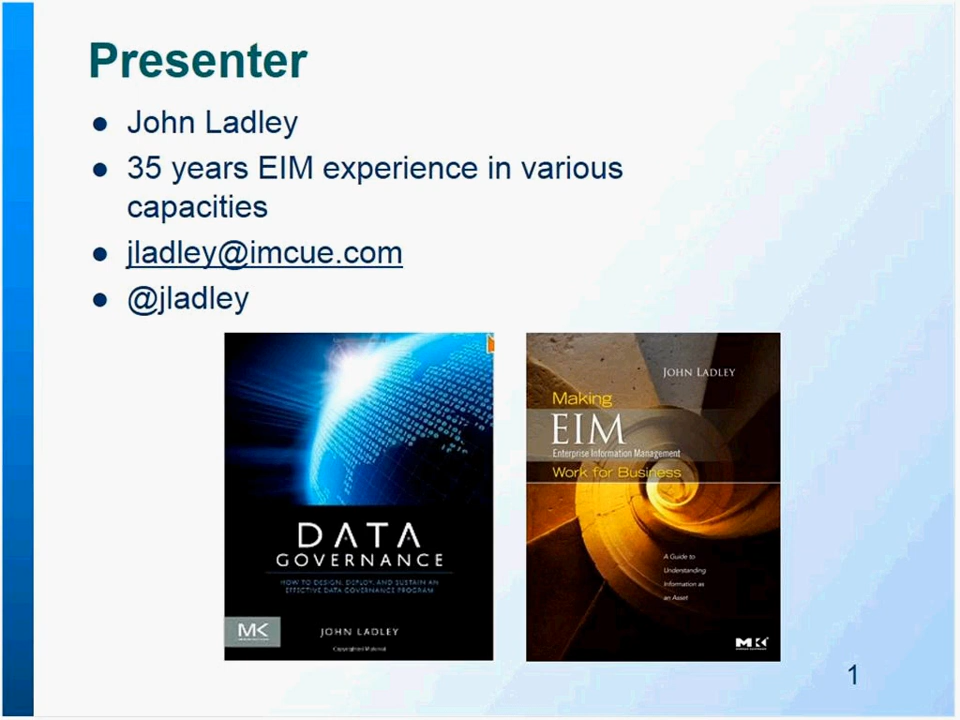 Presenter
● John Ladley
● 35 years EIM experience in various
capacities
● jladley@imcue.com
● @jladley
DATA
GOVERNANCE
HOW TO DESIGN, DEPLOY, AND SUSTAIN AN
EFFECTIVE DATA GOVERNANCE PROGRAM
MK
JOHN LADLEY
Copyrighted Material
JOHN LADLEY
Making
EIM
Enterprise Information Management
Work for Business
A Guide to
Understanding
Information as
an Asset
MK
1